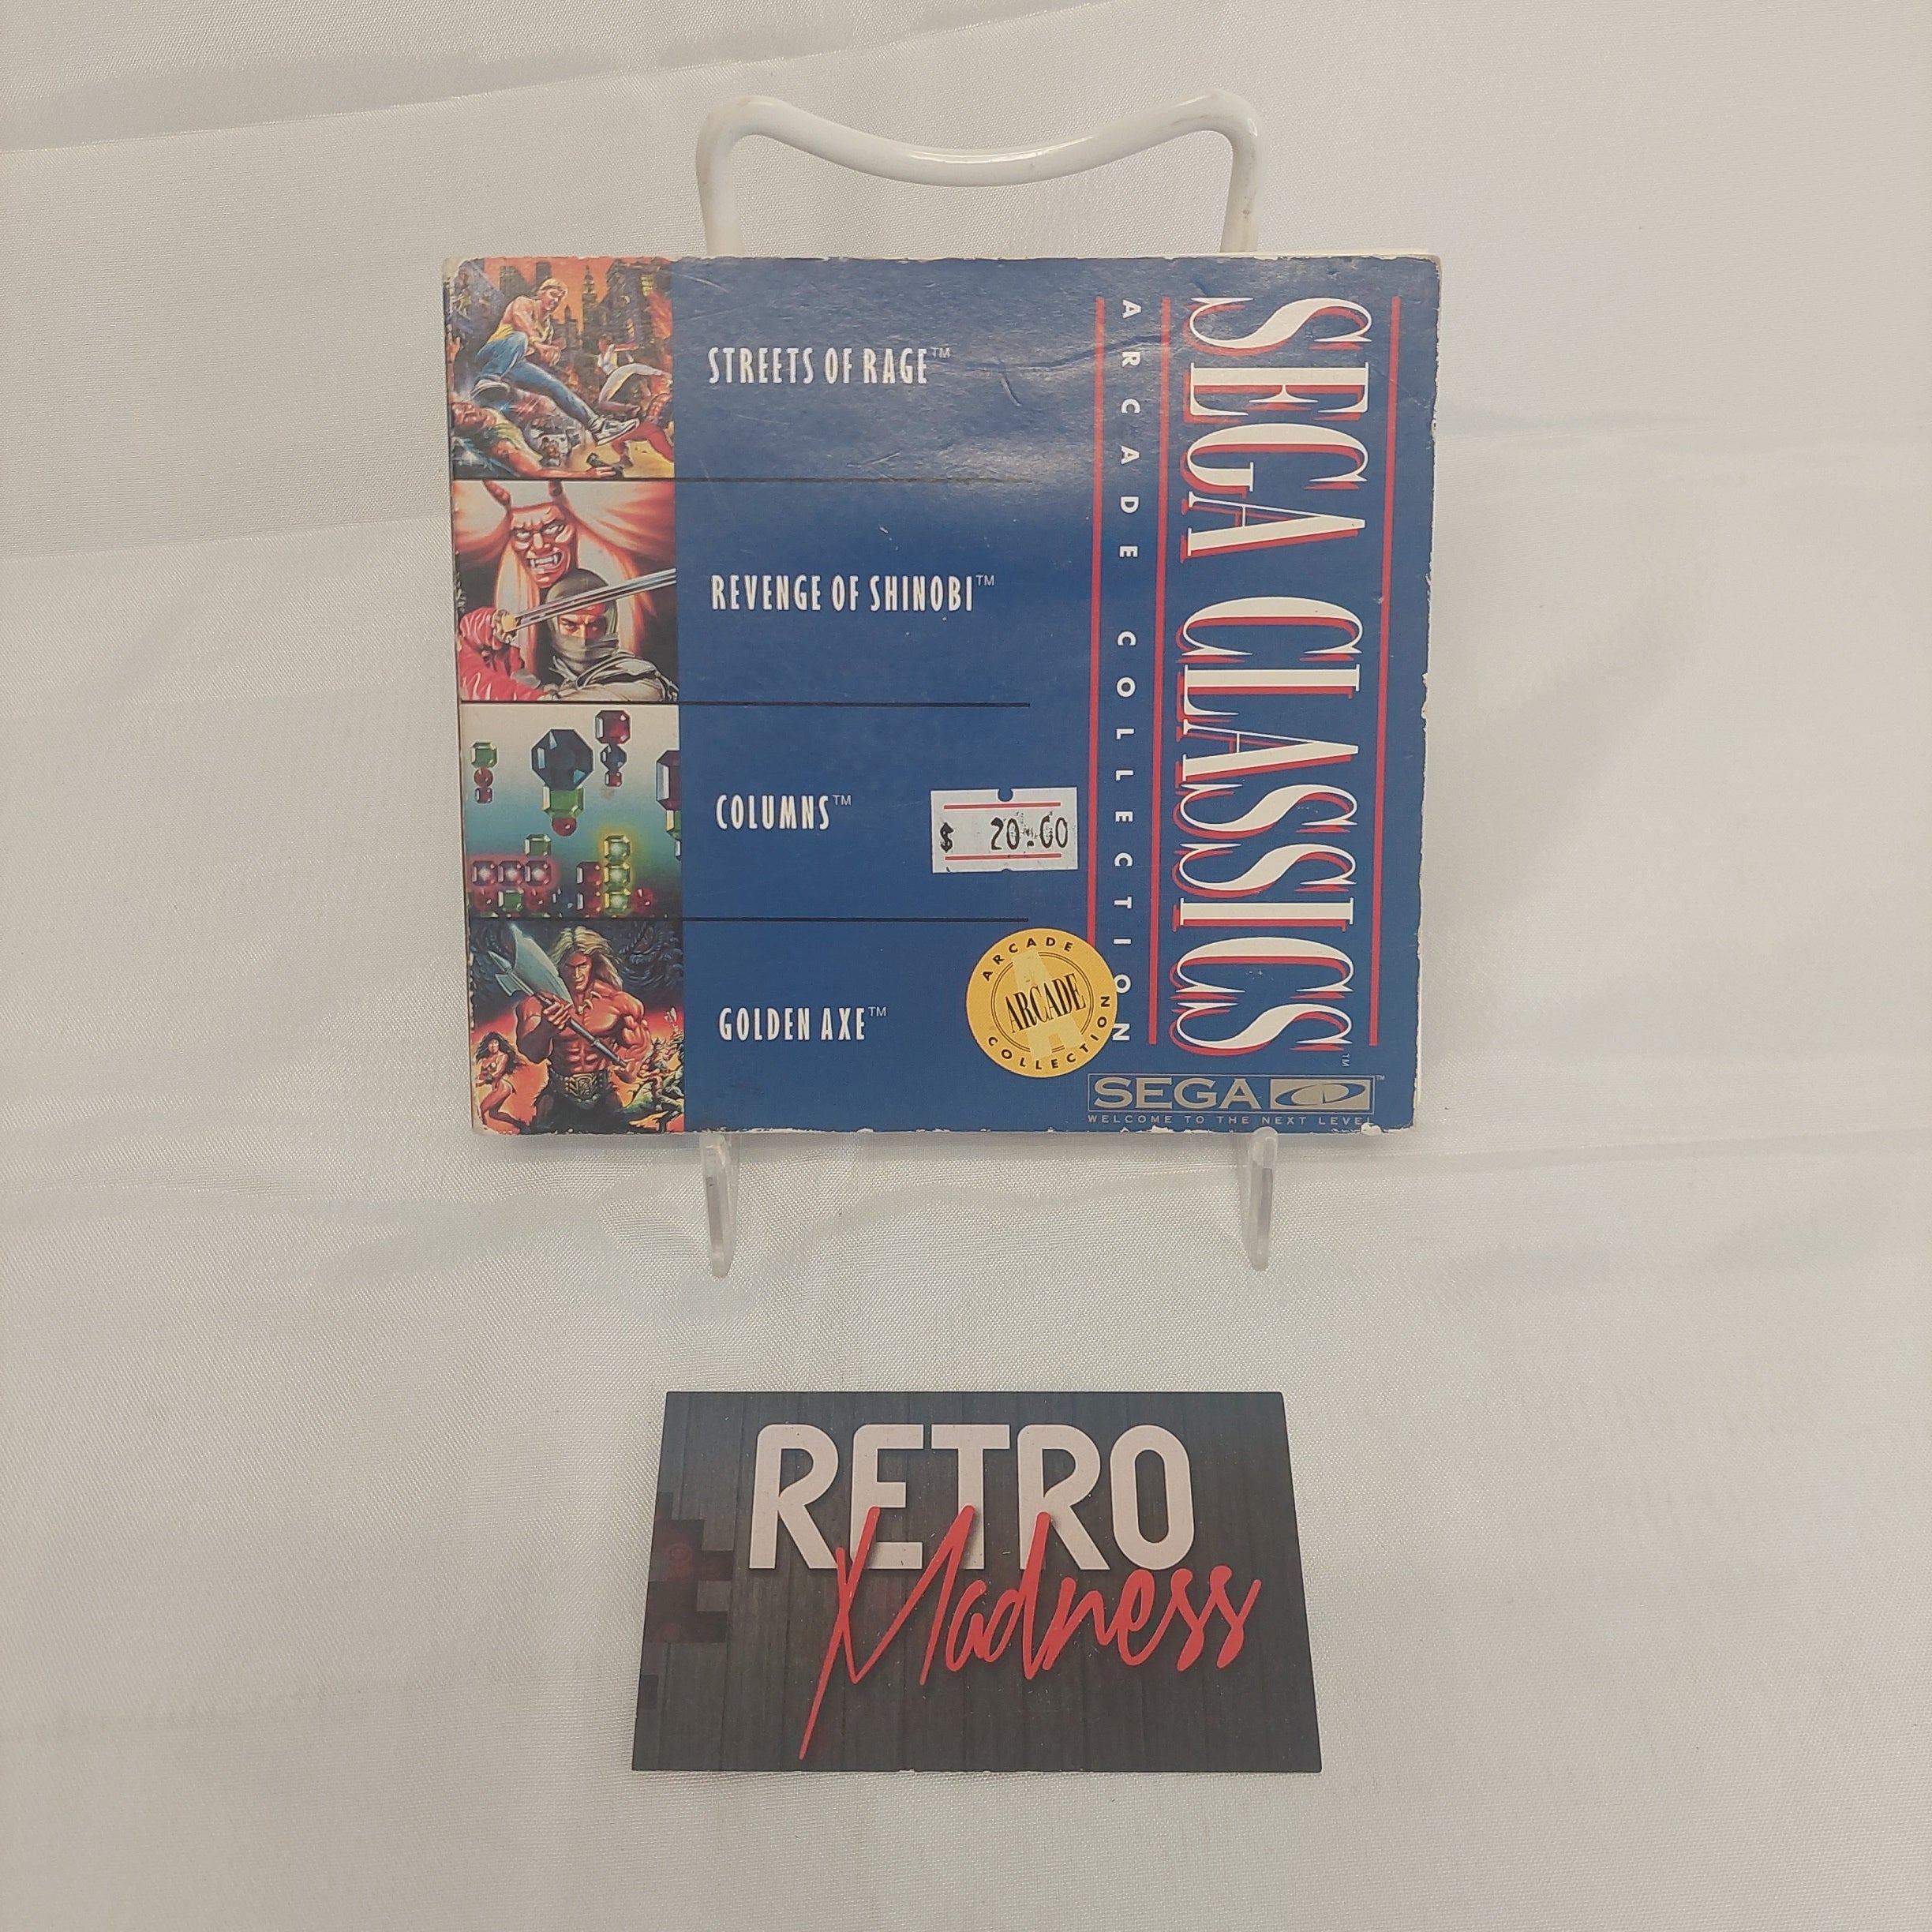 STREETS OF RAGE™
REVENGE OF SHINOBI™
COLUMNS™
GOLDEN AXE™
$ 20.00
ARCADE COLLECTION
SEGA CLASSICS™
ARCADE
ARCADE
COLLECTION
SEGA CD™
WELCOME TO THE NEXT LEVEL
RETRO
Madness